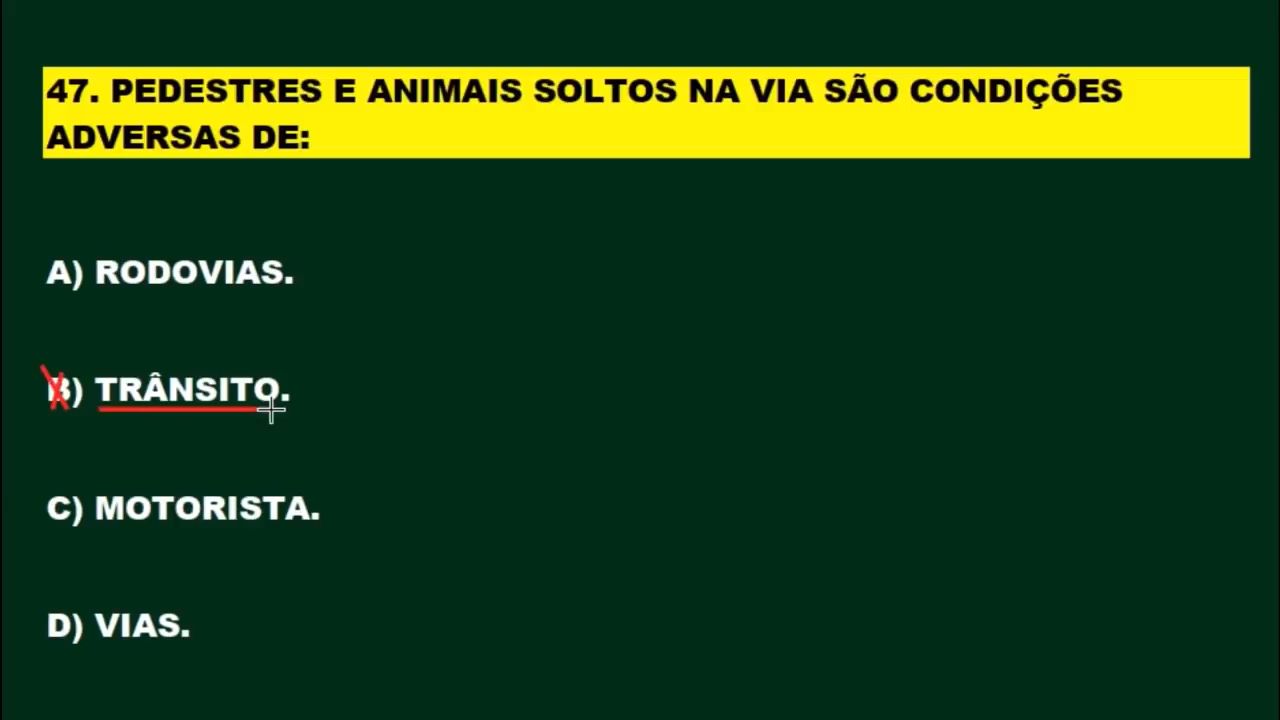 47. PEDESTRES E ANIMAIS SOLTOS NA VIA SÃO CONDIÇÕES
ADVERSAS DE:
A) RODOVIAS.
B) TRÂNSITO.
C) MOTORISTA.
D) VIAS.